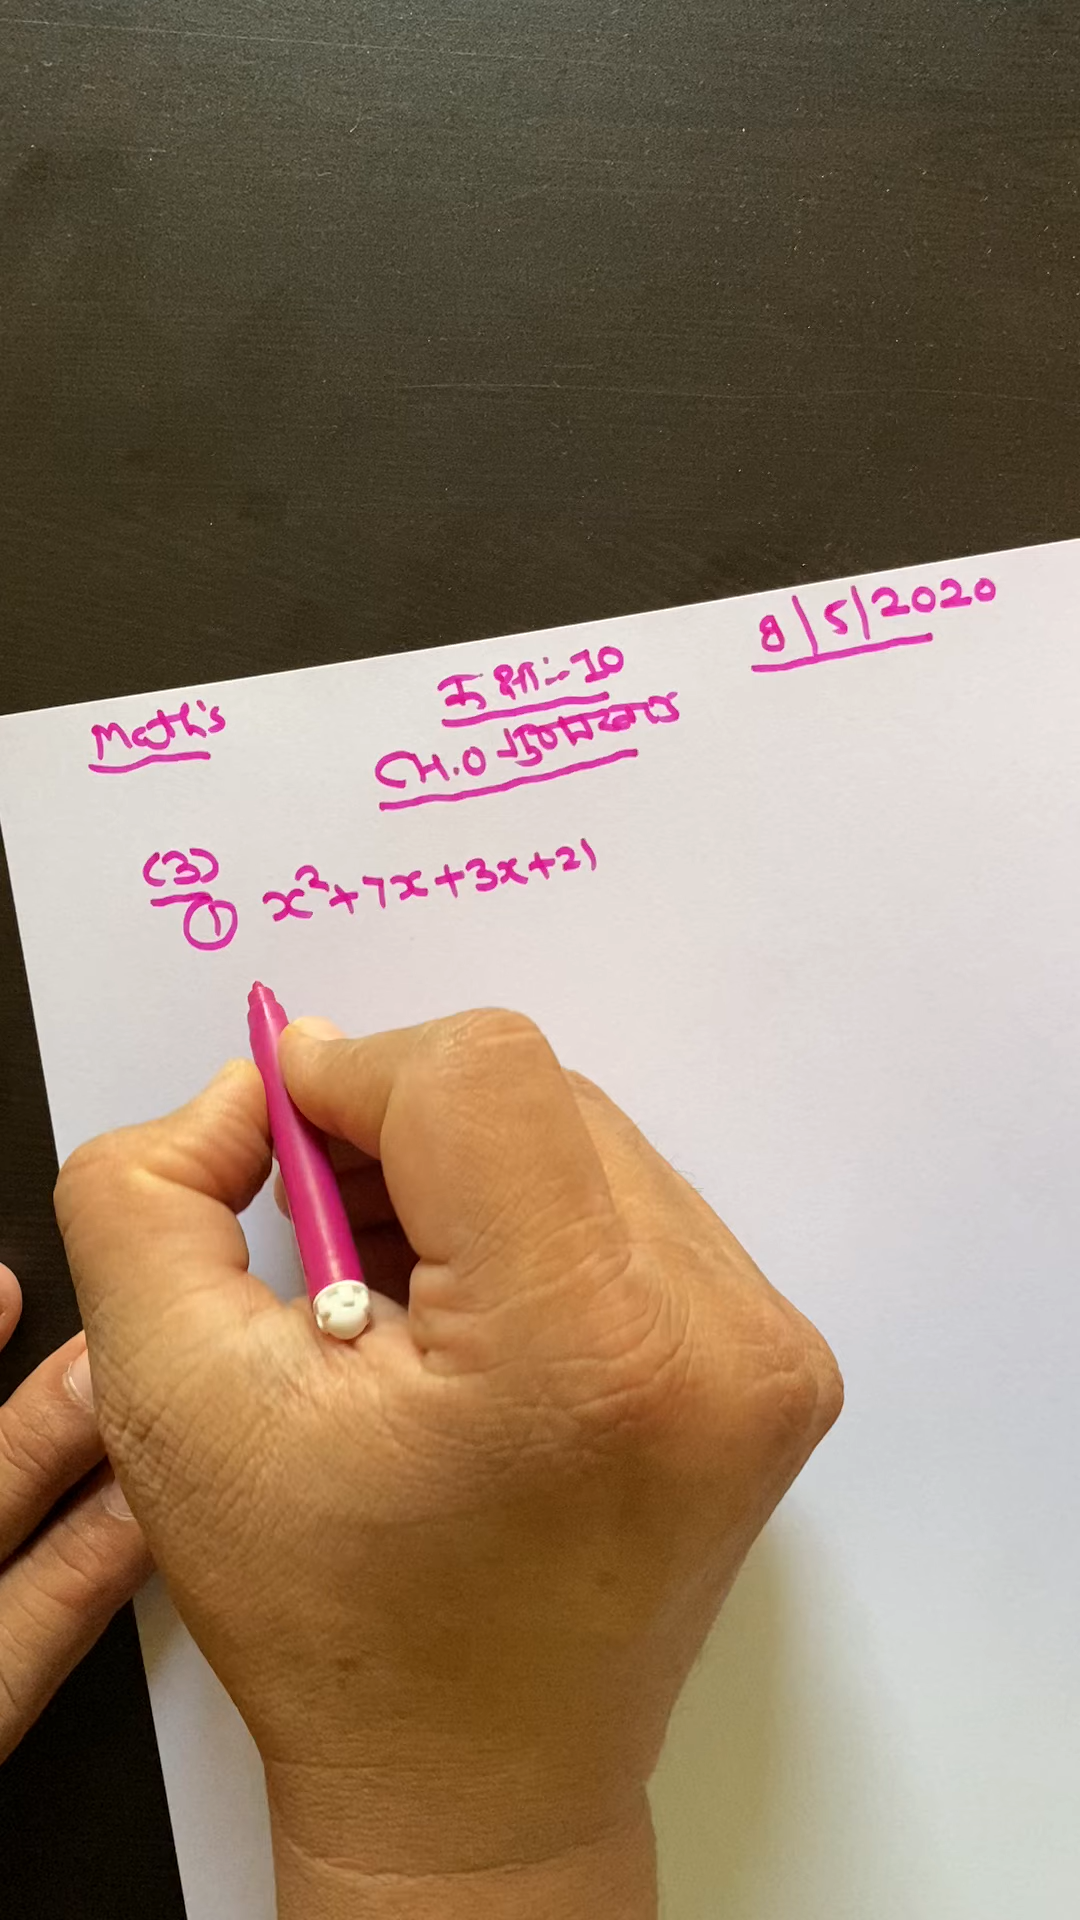 Math's
कक्षा :- 10
8/5/2020
(3)
① x²+7x+3x+21